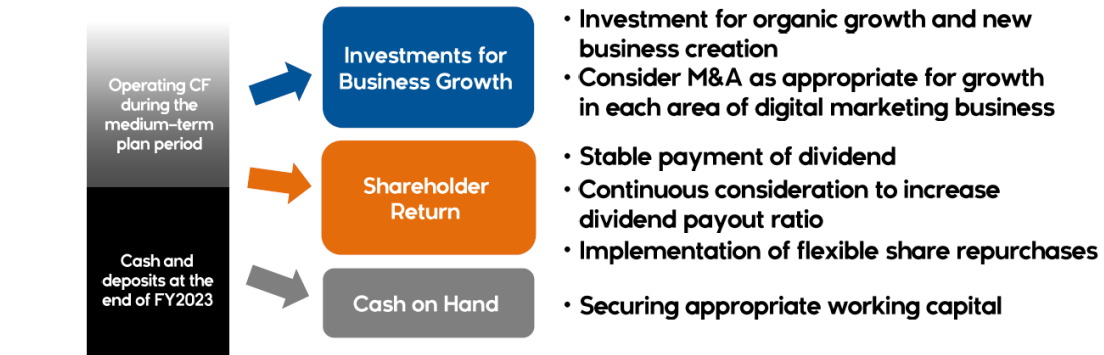 Operating CF
during the
medium-term
plan period
Cash and
deposits at the
end of FY2023
Investments for
Business Growth
・Investment for organic growth and new
business creation
・Consider M&A as appropriate for growth
in each area of digital marketing business
Shareholder
Return
・Stable payment of dividend
・Continuous consideration to increase
dividend payout ratio
・Implementation of flexible share repurchases
Cash on Hand
・Securing appropriate working capital